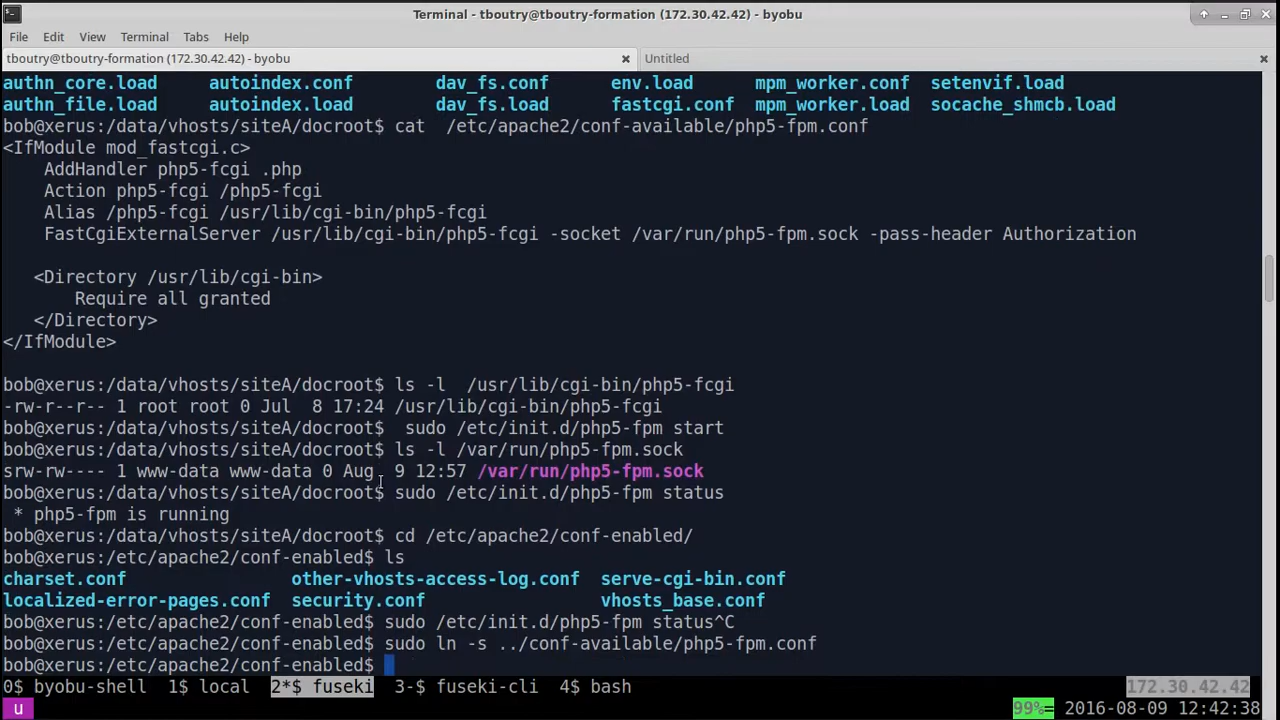 Terminal - tboutry@tboutry-formation (172.30.42.42) - byobu
File Edit View Terminal Tabs Help
tboutry@tboutry-formation (172.30.42.42) - byobu Untitled
authn_core.load autoindex.conf dav_fs.conf env.load mpm_worker.conf setenvif.load
authn_file.load autoindex.load dav_fs.load fastcgi.conf mpm_worker.load socache_shmcb.load
bob@xerus:/data/vhosts/siteA/docroot$ cat  /etc/apache2/conf-available/php5-fpm.conf
<IfModule mod_fastcgi.c>
    AddHandler php5-fcgi .php
    Action php5-fcgi /php5-fcgi
    Alias /php5-fcgi /usr/lib/cgi-bin/php5-fcgi
    FastCgiExternalServer /usr/lib/cgi-bin/php5-fcgi -socket /var/run/php5-fpm.sock -pass-header Authorization
   <Directory /usr/lib/cgi-bin>
       Require all granted
   </Directory>
</IfModule>
bob@xerus:/data/vhosts/siteA/docroot$ ls -l  /usr/lib/cgi-bin/php5-fcgi
-rw-r--r-- 1 root root 0 Jul  8 17:24 /usr/lib/cgi-bin/php5-fcgi
bob@xerus:/data/vhosts/siteA/docroot$  sudo /etc/init.d/php5-fpm start
bob@xerus:/data/vhosts/siteA/docroot$ ls -l /var/run/php5-fpm.sock
srw-rw---- 1 www-data www-data 0 Aug  9 12:57 /var/run/php5-fpm.sock
bob@xerus:/data/vhosts/siteA/docroot$ sudo /etc/init.d/php5-fpm status
 * php5-fpm is running
bob@xerus:/data/vhosts/siteA/docroot$ cd /etc/apache2/conf-enabled/
bob@xerus:/etc/apache2/conf-enabled$ ls
charset.conf other-vhosts-access-log.conf serve-cgi-bin.conf
localized-error-pages.conf security.conf vhosts_base.conf
bob@xerus:/etc/apache2/conf-enabled$ sudo /etc/init.d/php5-fpm status^C
bob@xerus:/etc/apache2/conf-enabled$ sudo ln -s ../conf-available/php5-fpm.conf
bob@xerus:/etc/apache2/conf-enabled$
0$ byobu-shell  1$ local  2*$ fuseki  3-$ fuseki-cli  4$ bash 172.30.42.42
u 99%= 2016-08-09 12:42:38